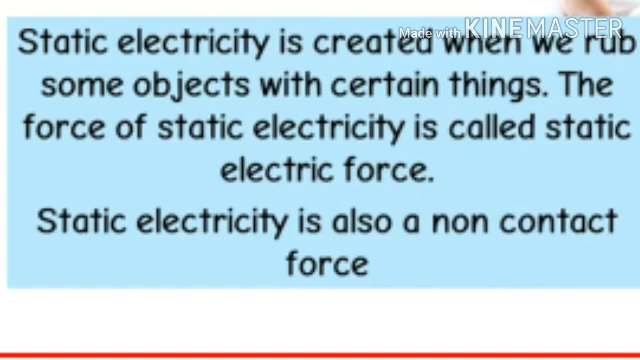 Made with KINEMASTER
Static electricity is created when we rub
some objects with certain things. The
force of static electricity is called static
electric force.
Static electricity is also a non contact
force